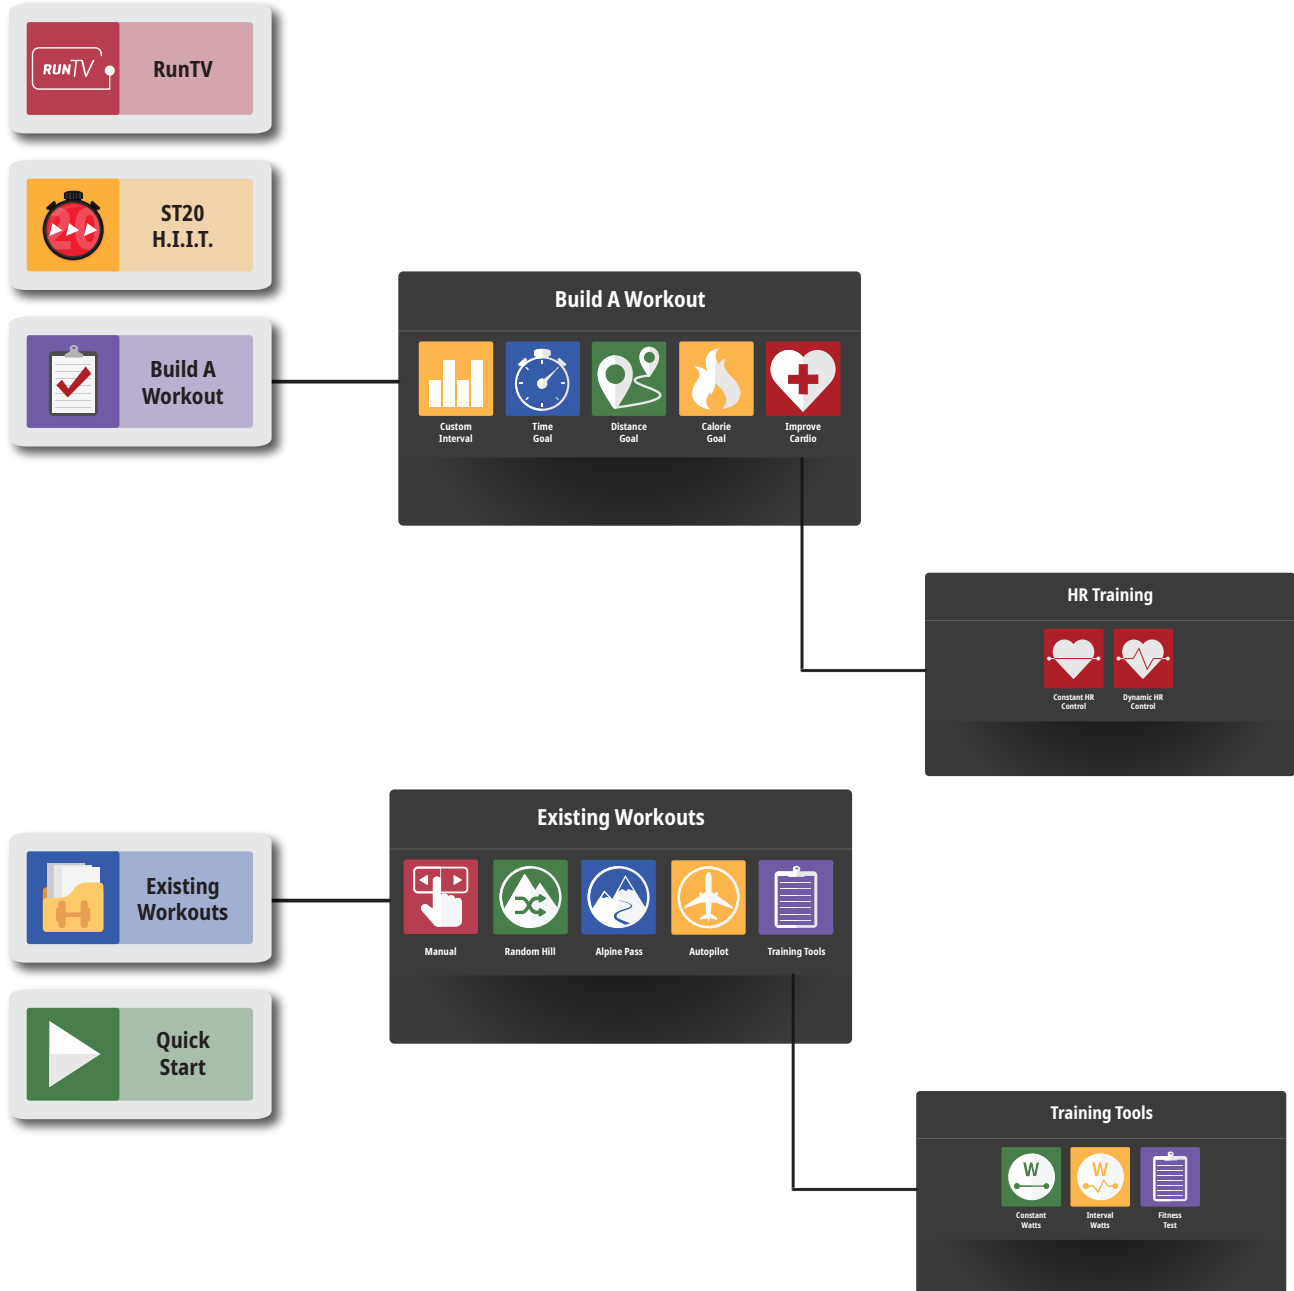 RUNTV
RunTV
20
ST20
H.I.I.T.
Build A
Workout
Build A Workout
Custom
Interval
Time
Goal
Distance
Goal
Calorie
Goal
Improve
Cardio
HR Training
Constant HR
Control
Dynamic HR
Control
Existing
Workouts
Existing Workouts
Manual
Random Hill
Alpine Pass
Autopilot
Training Tools
Quick
Start
Training Tools
W
W
Constant
Watts
Interval
Watts
Fitness
Test